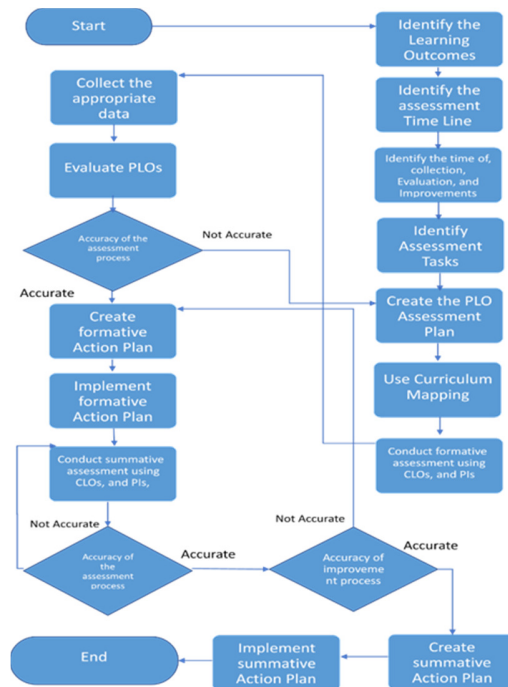 Start
Identify the
Learning
Outcomes
Identify the
assessment
Time Line
Identify the time of,
collection,
Evaluation, and
Improvements
Identify
Assessment
Tasks
Create the PLO
Assessment
Plan
Use Curriculum
Mapping
Conduct formative
assessment using
CLOs, and PIs
Collect the
appropriate
data
Evaluate PLOs
Accuracy of the
assessment
process
Not Accurate
Accurate
Create
formative
Action Plan
Implement
formative
Action Plan
Conduct summative
assessment using
CLOs, and PIs,
Not Accurate
Accuracy of
the
assessment
process
Accurate
Not Accurate
Accuracy of
improveme
nt process
Accurate
Create
summative
Action Plan
Implement
summative
Action Plan
End